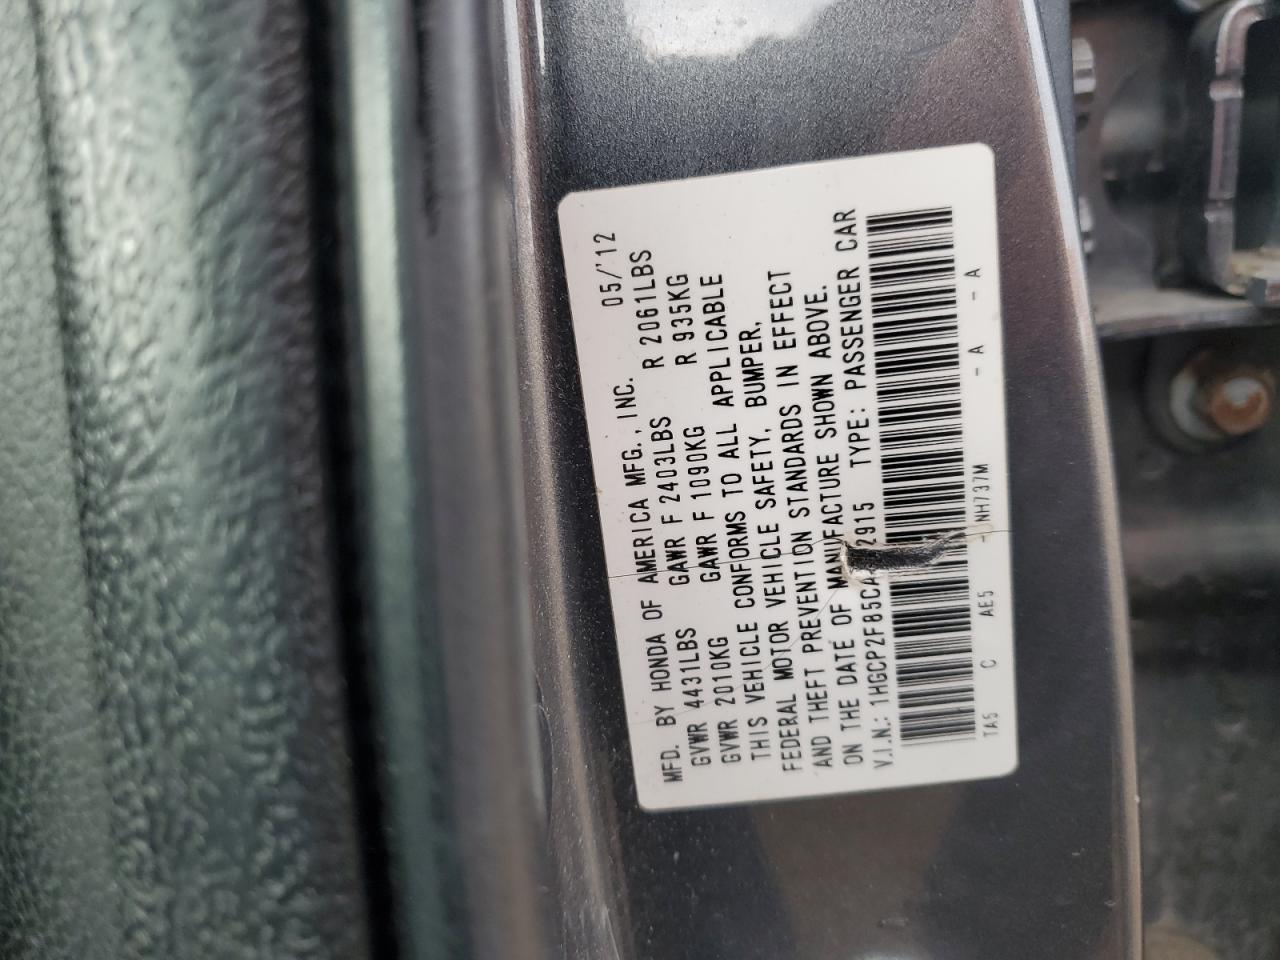 MFD. BY HONDA OF AMERICA MFG., INC. 05/'12
GVWR 4431LBS GAWR F 2403LBS R 2061LBS
GVWR 2010KG GAWR F 1090KG R 935KG
THIS VEHICLE CONFORMS TO ALL APPLICABLE
FEDERAL MOTOR VEHICLE SAFETY, BUMPER,
AND THEFT PREVENTION STANDARDS IN EFFECT
ON THE DATE OF MANUFACTURE SHOWN ABOVE.
V.I.N.: TYPE: PASSENGER CAR
TA5 C AE5 - NH737M - A - A